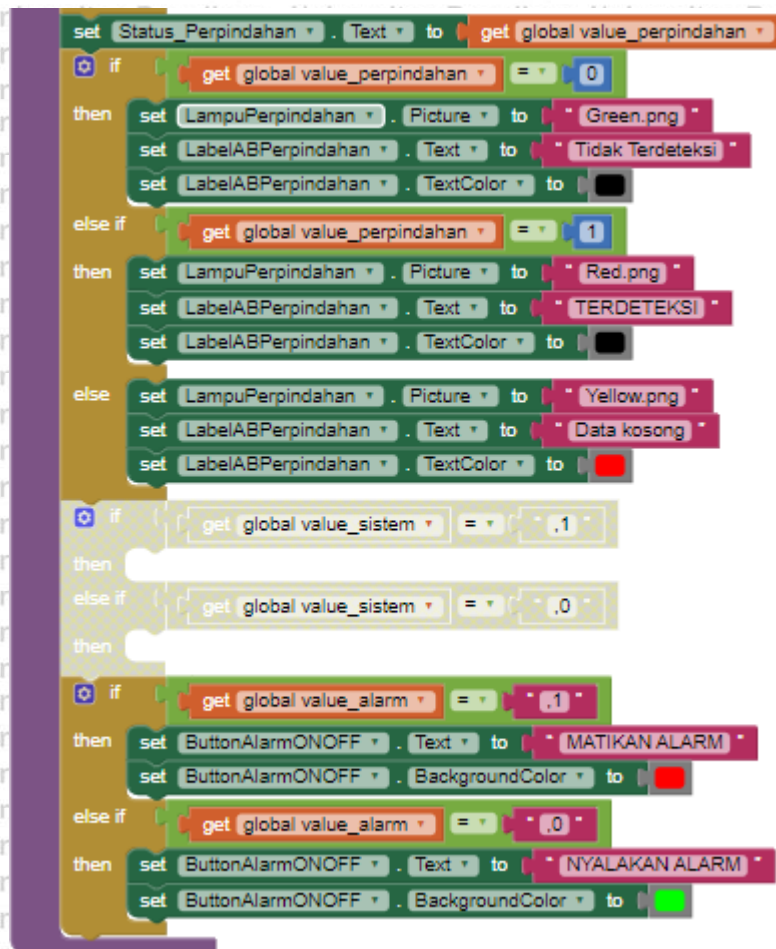 set Status_Perpindahan . Text to get global value_perpindahan
if get global value_perpindahan = 0
then set LampuPerpindahan . Picture to " Green.png "
set LabelABPerpindahan . Text to " Tidak Terdeteksi "
set LabelABPerpindahan . TextColor to
else if get global value_perpindahan = 1
then set LampuPerpindahan . Picture to " Red.png "
set LabelABPerpindahan . Text to " TERDETEKSI "
set LabelABPerpindahan . TextColor to
else set LampuPerpindahan . Picture to " Yellow.png "
set LabelABPerpindahan . Text to " Data kosong "
set LabelABPerpindahan . TextColor to
if get global value_sistem = " ,1 "
then
else if get global value_sistem = " ,0 "
then
if get global value_alarm = " ,1 "
then set ButtonAlarmONOFF . Text to " MATIKAN ALARM "
set ButtonAlarmONOFF . BackgroundColor to
else if get global value_alarm = " ,0 "
then set ButtonAlarmONOFF . Text to " NYALAKAN ALARM "
set ButtonAlarmONOFF . BackgroundColor to